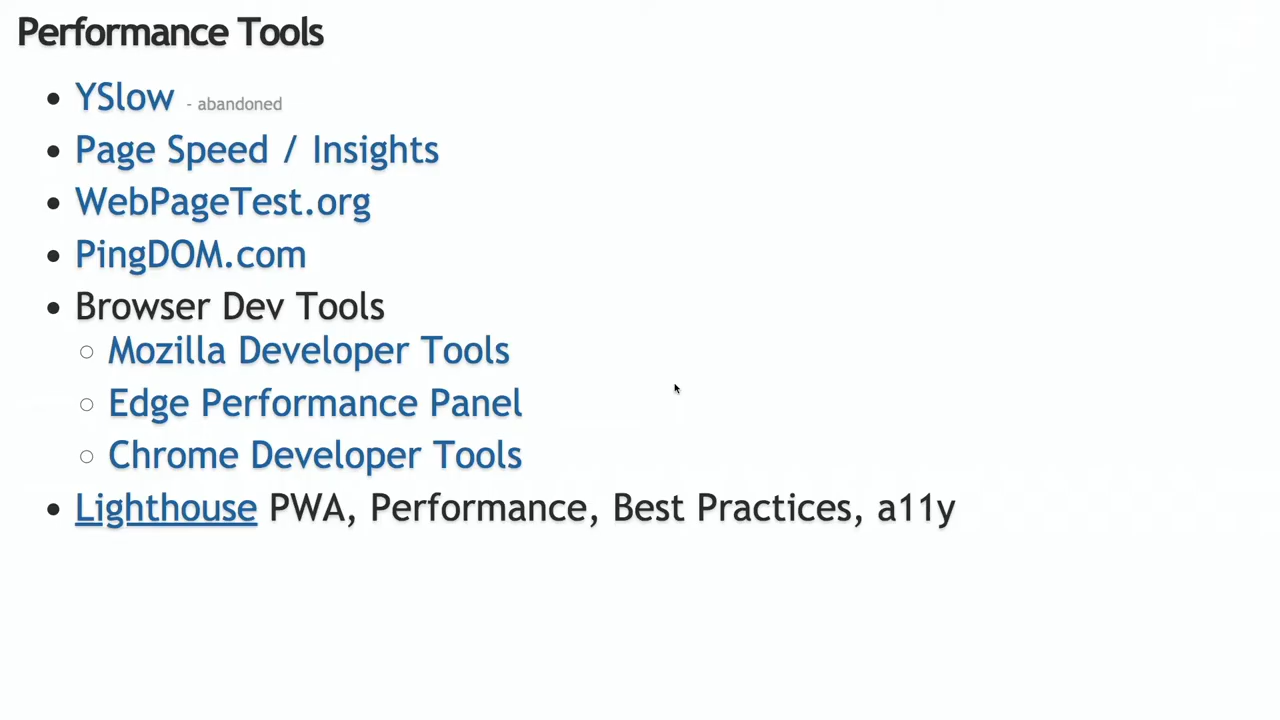 Performance Tools
YSlow - abandoned
Page Speed / Insights
WebPageTest.org
PingDOM.com
Browser Dev Tools
Mozilla Developer Tools
Edge Performance Panel
Chrome Developer Tools
Lighthouse PWA, Performance, Best Practices, a11y